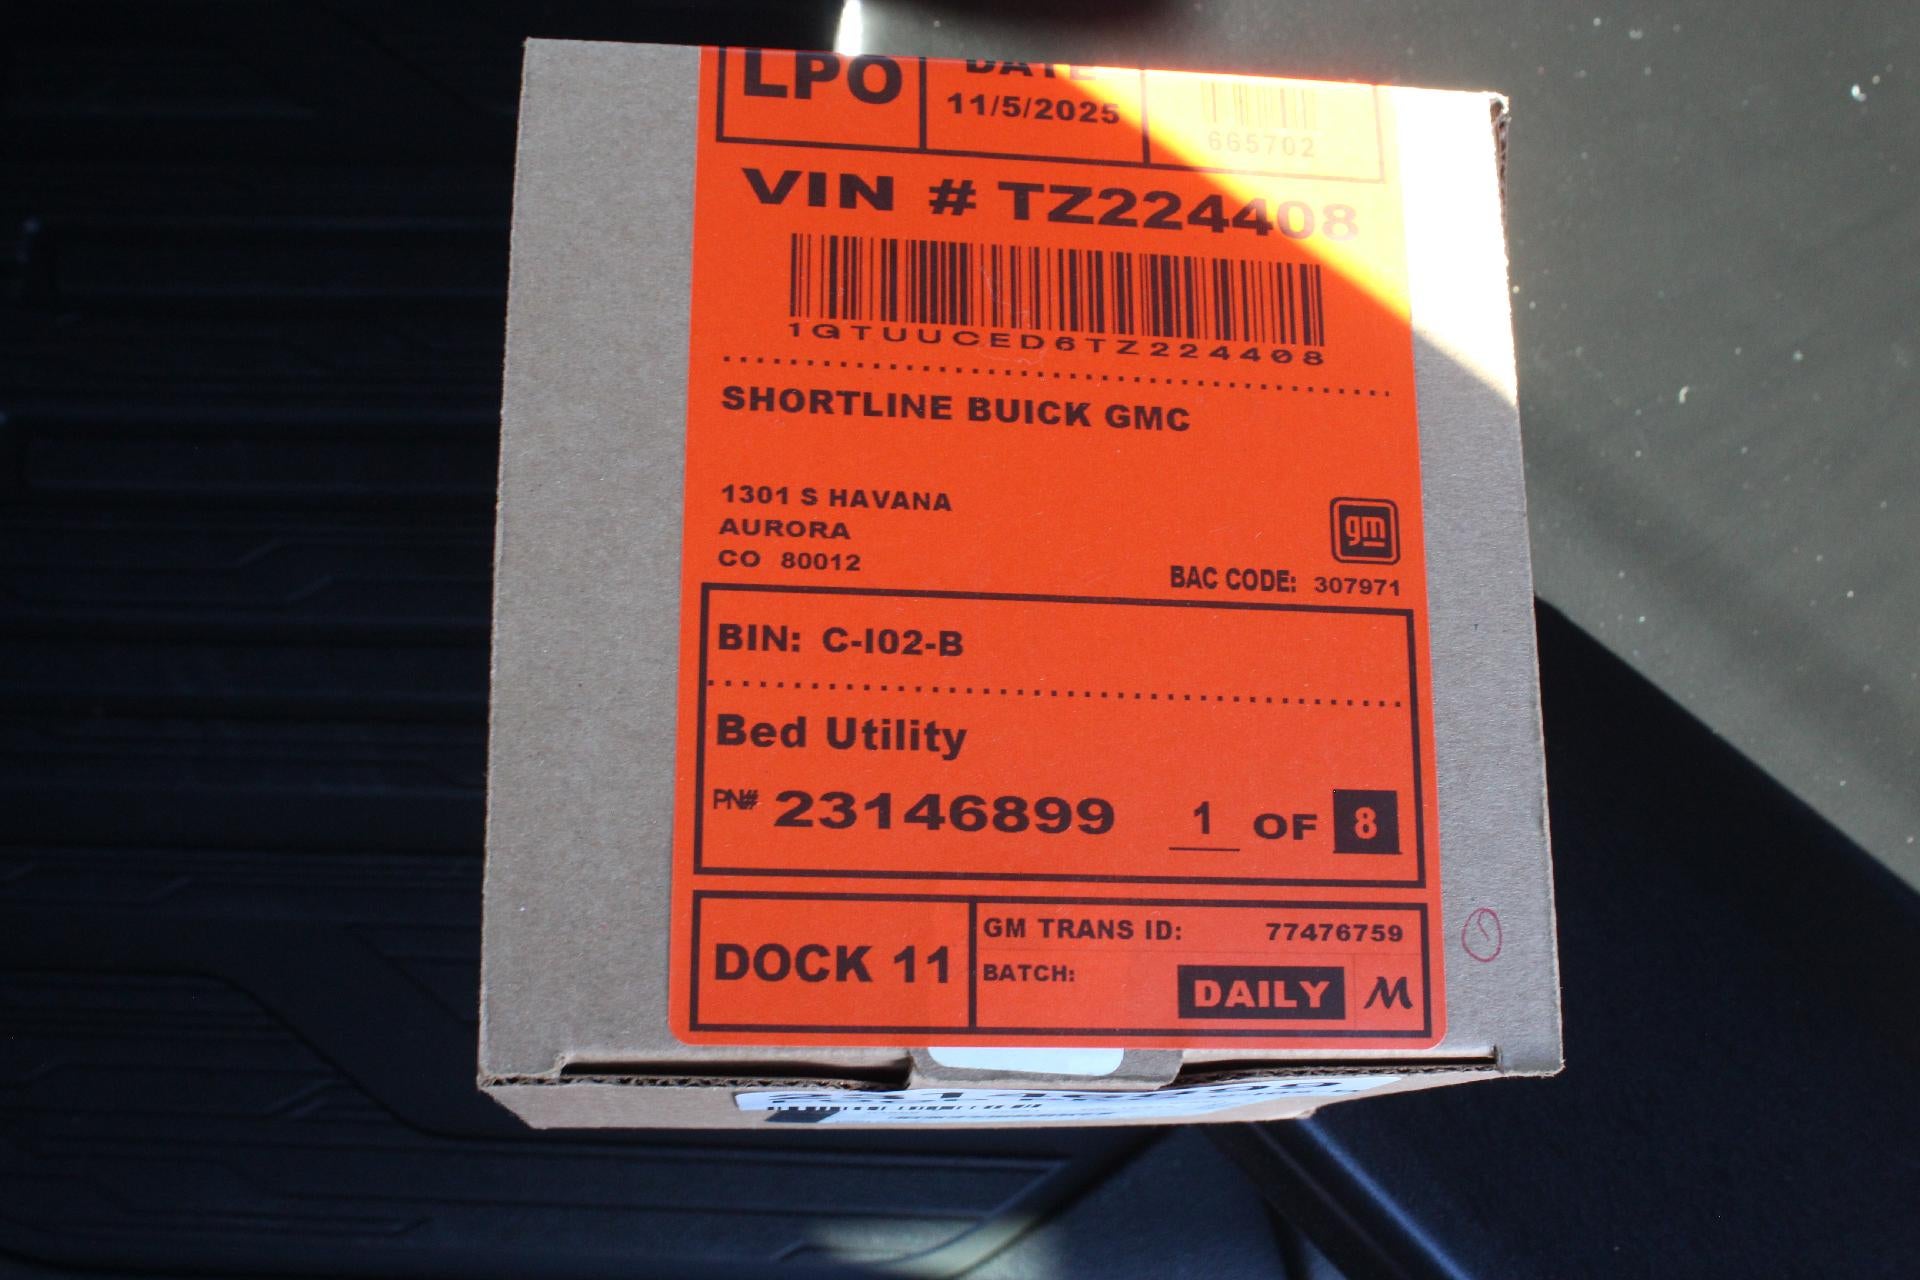 LPO
DATE
11/5/2025
665702
VIN # TZ224408
1GTUUCED6TZ224408
SHORTLINE BUICK GMC
1301 S HAVANA
AURORA
CO 80012
gm
BAC CODE: 307971
BIN: C-I02-B
Bed Utility
PN# 23146899 1 OF 8
DOCK 11
GM TRANS ID: 77476759
BATCH: DAILY M